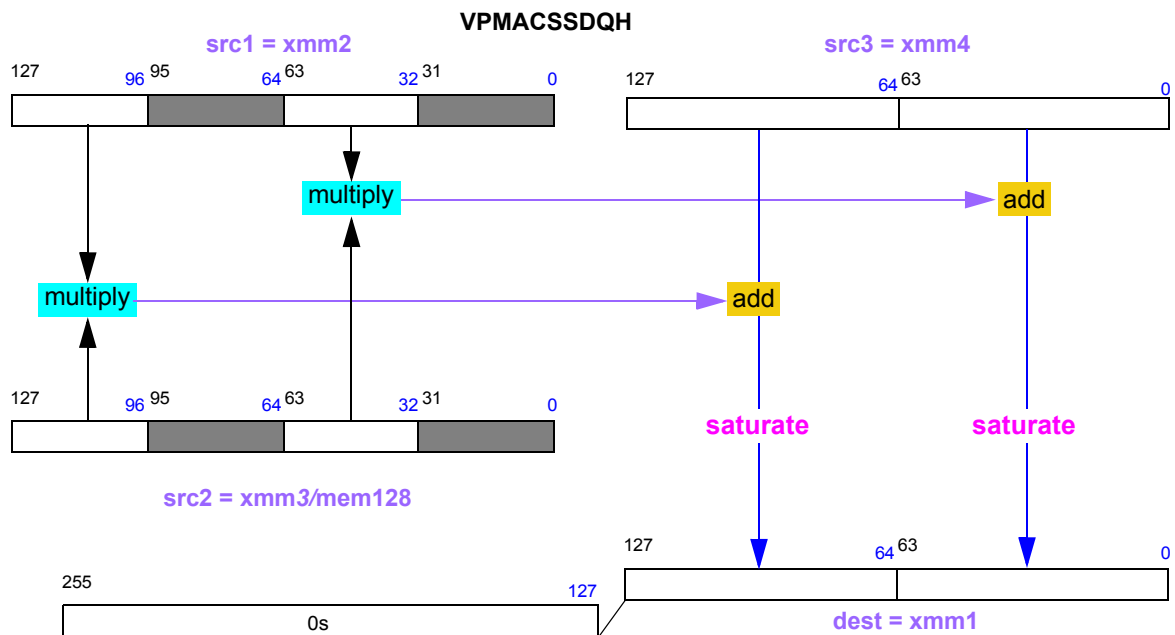 VPMACSSDQH
src1 = xmm2
src3 = xmm4
127 96 95 64 63 32 31 0
127 64 63 0
multiply
add
multiply
add
127 96 95 64 63 32 31 0
saturate
saturate
src2 = xmm3/mem128
127 64 63 0
255 127
0s
dest = xmm1